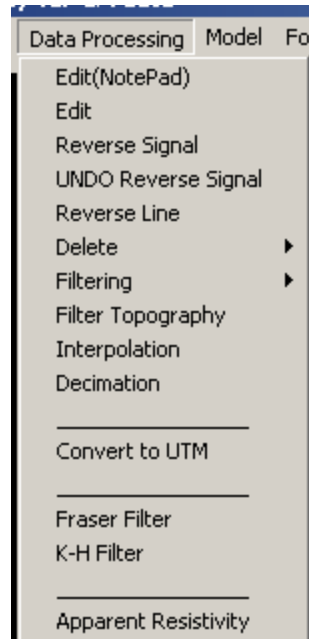 Data Processing Model Fo
Edit(NotePad)
Edit
Reverse Signal
UNDO Reverse Signal
Reverse Line
Delete
Filtering
Filter Topography
Interpolation
Decimation
Convert to UTM
Fraser Filter
K-H Filter
Apparent Resistivity